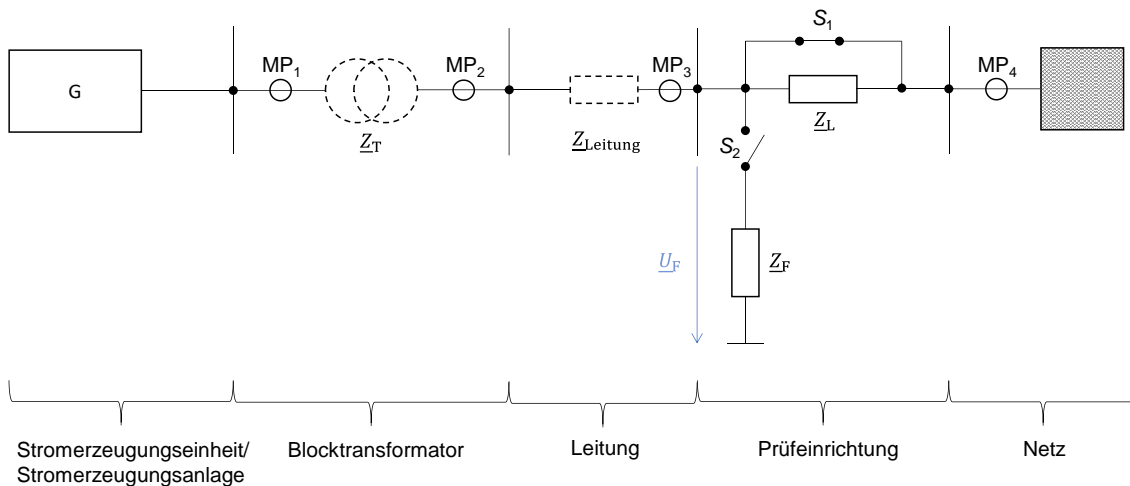 G
MP1
MP2
MP3
MP4
S1
ZT
ZLeitung
ZL
S2
UF
ZF
Stromerzeugungseinheit/
Stromerzeugungsanlage
Blocktransformator
Leitung
Prüfeinrichtung
Netz